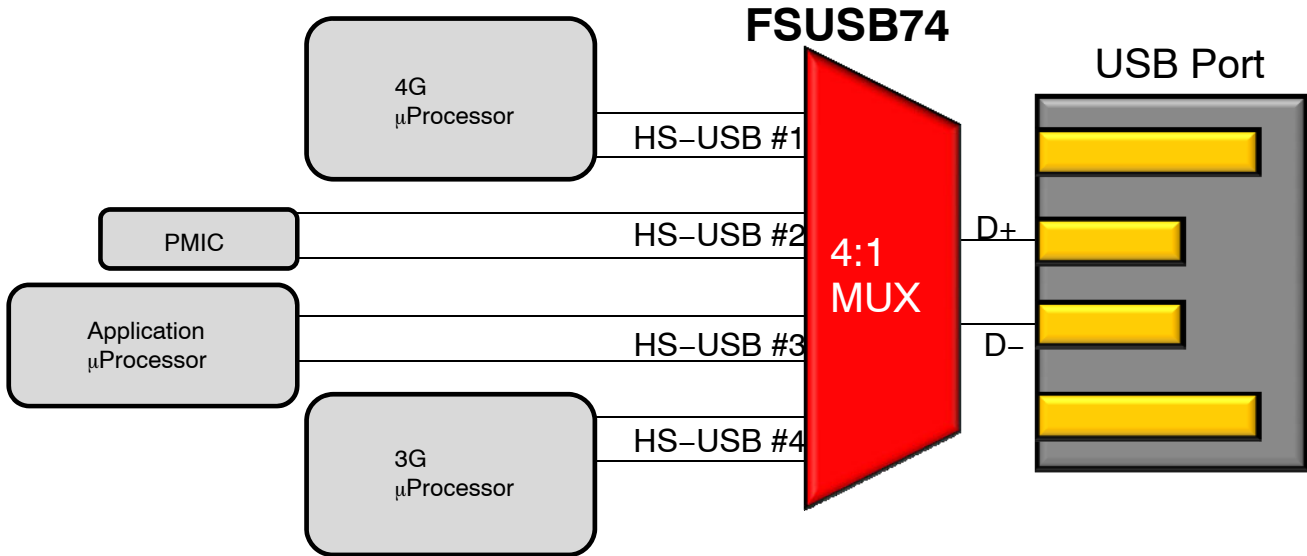 FSUSB74
USB Port
4G
μProcessor
HS−USB #1
PMIC
HS−USB #2
D+
4:1
MUX
Application
μProcessor
HS−USB #3
D−
3G
μProcessor
HS−USB #4